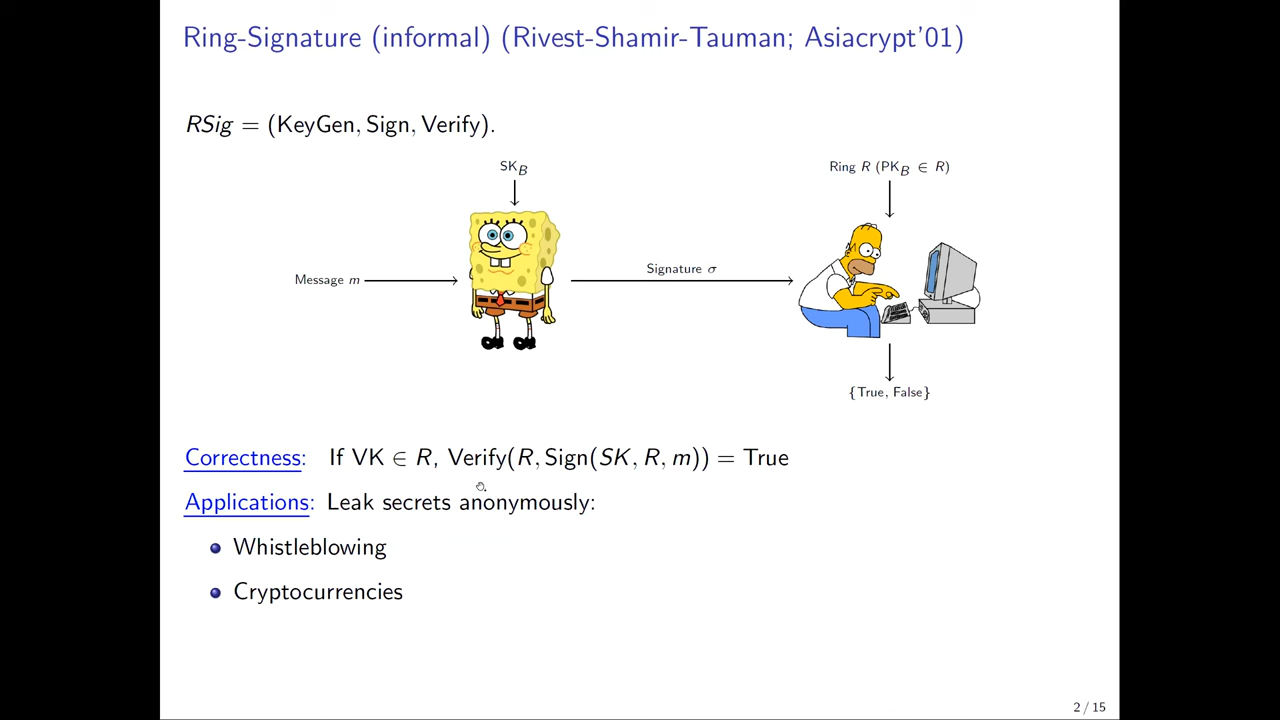 Ring-Signature (informal) (Rivest-Shamir-Tauman; Asiacrypt'01)
RSig = (KeyGen, Sign, Verify).
SK_B
Ring R (PK_B ∈ R)
Message m
Signature σ
{True, False}
Correctness: If VK ∈ R, Verify(R, Sign(SK, R, m)) = True
Applications: Leak secrets anonymously:
Whistleblowing
Cryptocurrencies
2 / 15